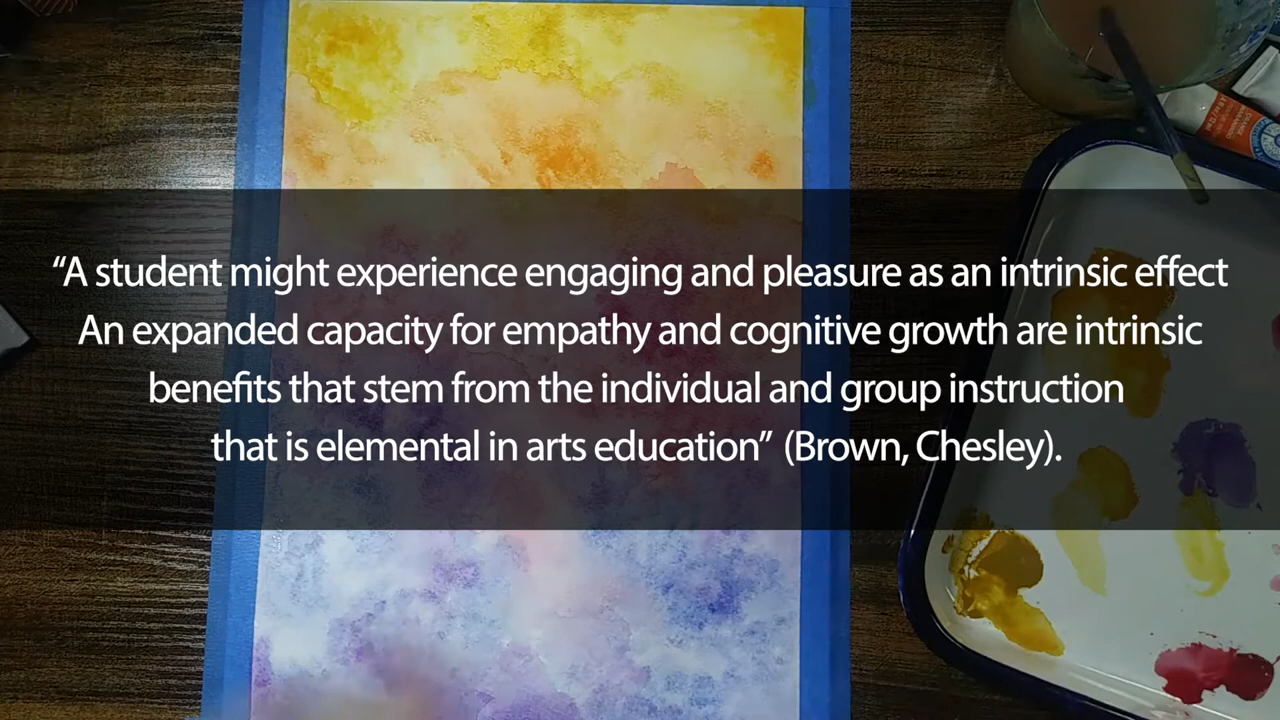 “A student might experience engaging and pleasure as an intrinsic effect
An expanded capacity for empathy and cognitive growth are intrinsic
benefits that stem from the individual and group instruction
that is elemental in arts education” (Brown, Chesley).